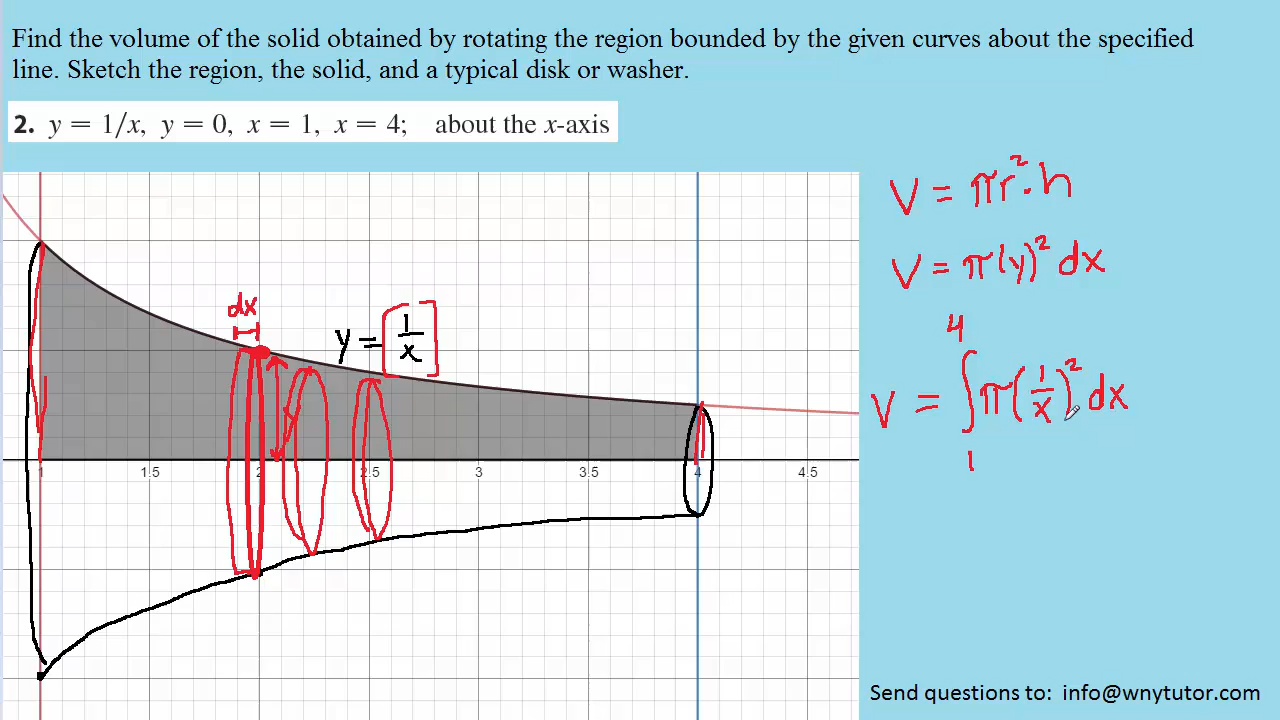 Find the volume of the solid obtained by rotating the region bounded by the given curves about the specified
line. Sketch the region, the solid, and a typical disk or washer.
2. y = 1/x, y = 0, x = 1, x = 4; about the x-axis
V = πr²·h
V = π(y)² dx
4
V = ∫ π(1/x)² dx
1
dx
y = 1/x
1 1.5 2 2.5 3 3.5 4 4.5
Send questions to: info@wnytutor.com